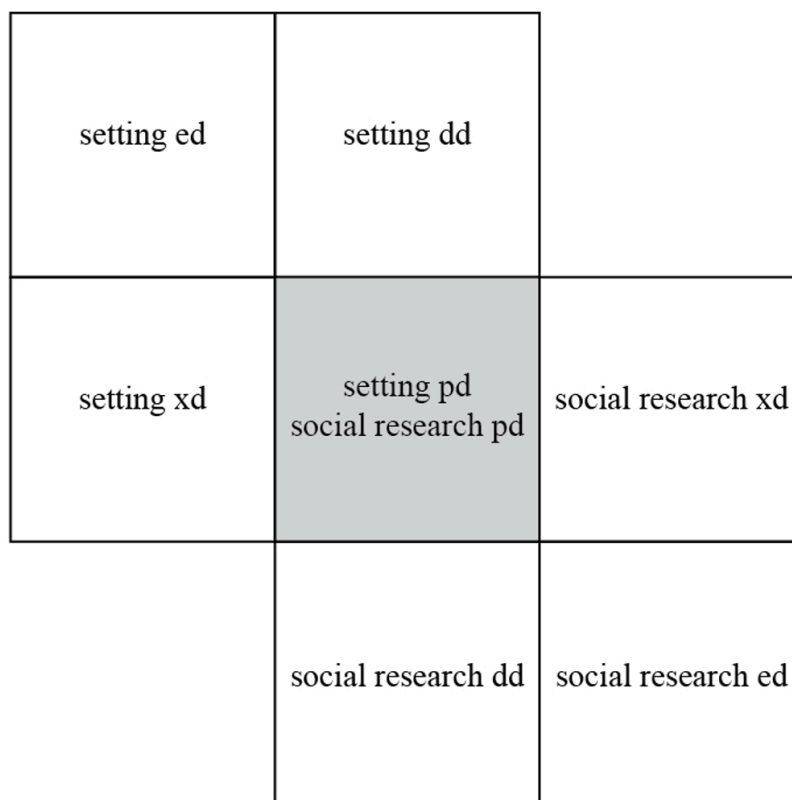 setting ed
setting dd
setting xd
setting pd
social research pd
social research xd
social research dd
social research ed